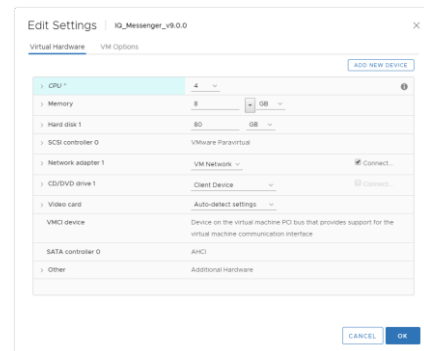 Edit Settings IQ_Messenger_v9.0.0
Virtual Hardware VM Options
ADD NEW DEVICE
CPU * 4
Memory 8 GB
Hard disk 1 80 GB
SCSI controller 0 VMware Paravirtual
Network adapter 1 VM Network Connect...
CD/DVD drive 1 Client Device Connect...
Video card Auto-detect settings
VMCI device Device on the virtual machine PCI bus that provides support for the
virtual machine communication interface
SATA controller 0 AHCI
Other Additional Hardware
CANCEL OK